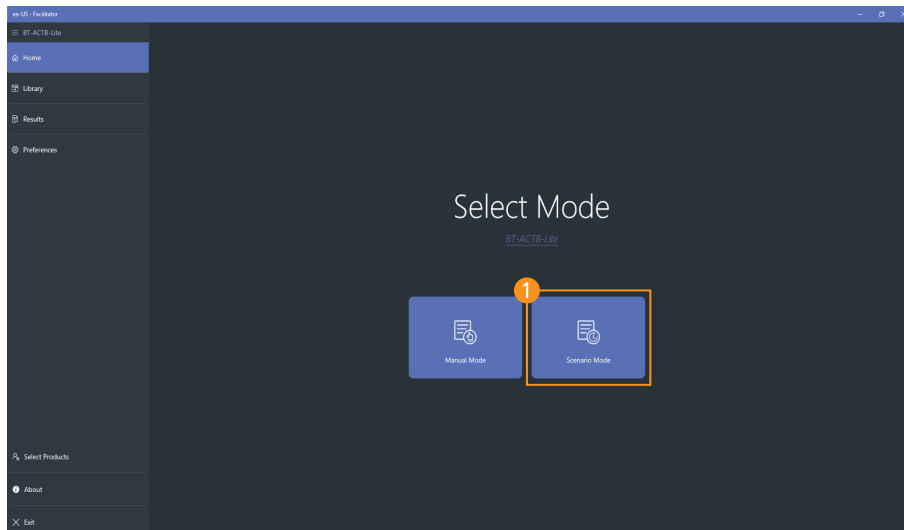 en-US - Facilitator
BT-ACTB-Lite
Home
Library
Results
Preferences
Select Mode
BT-ACTB-Lite
1
Manual Mode
Scenario Mode
Select Products
About
Exit